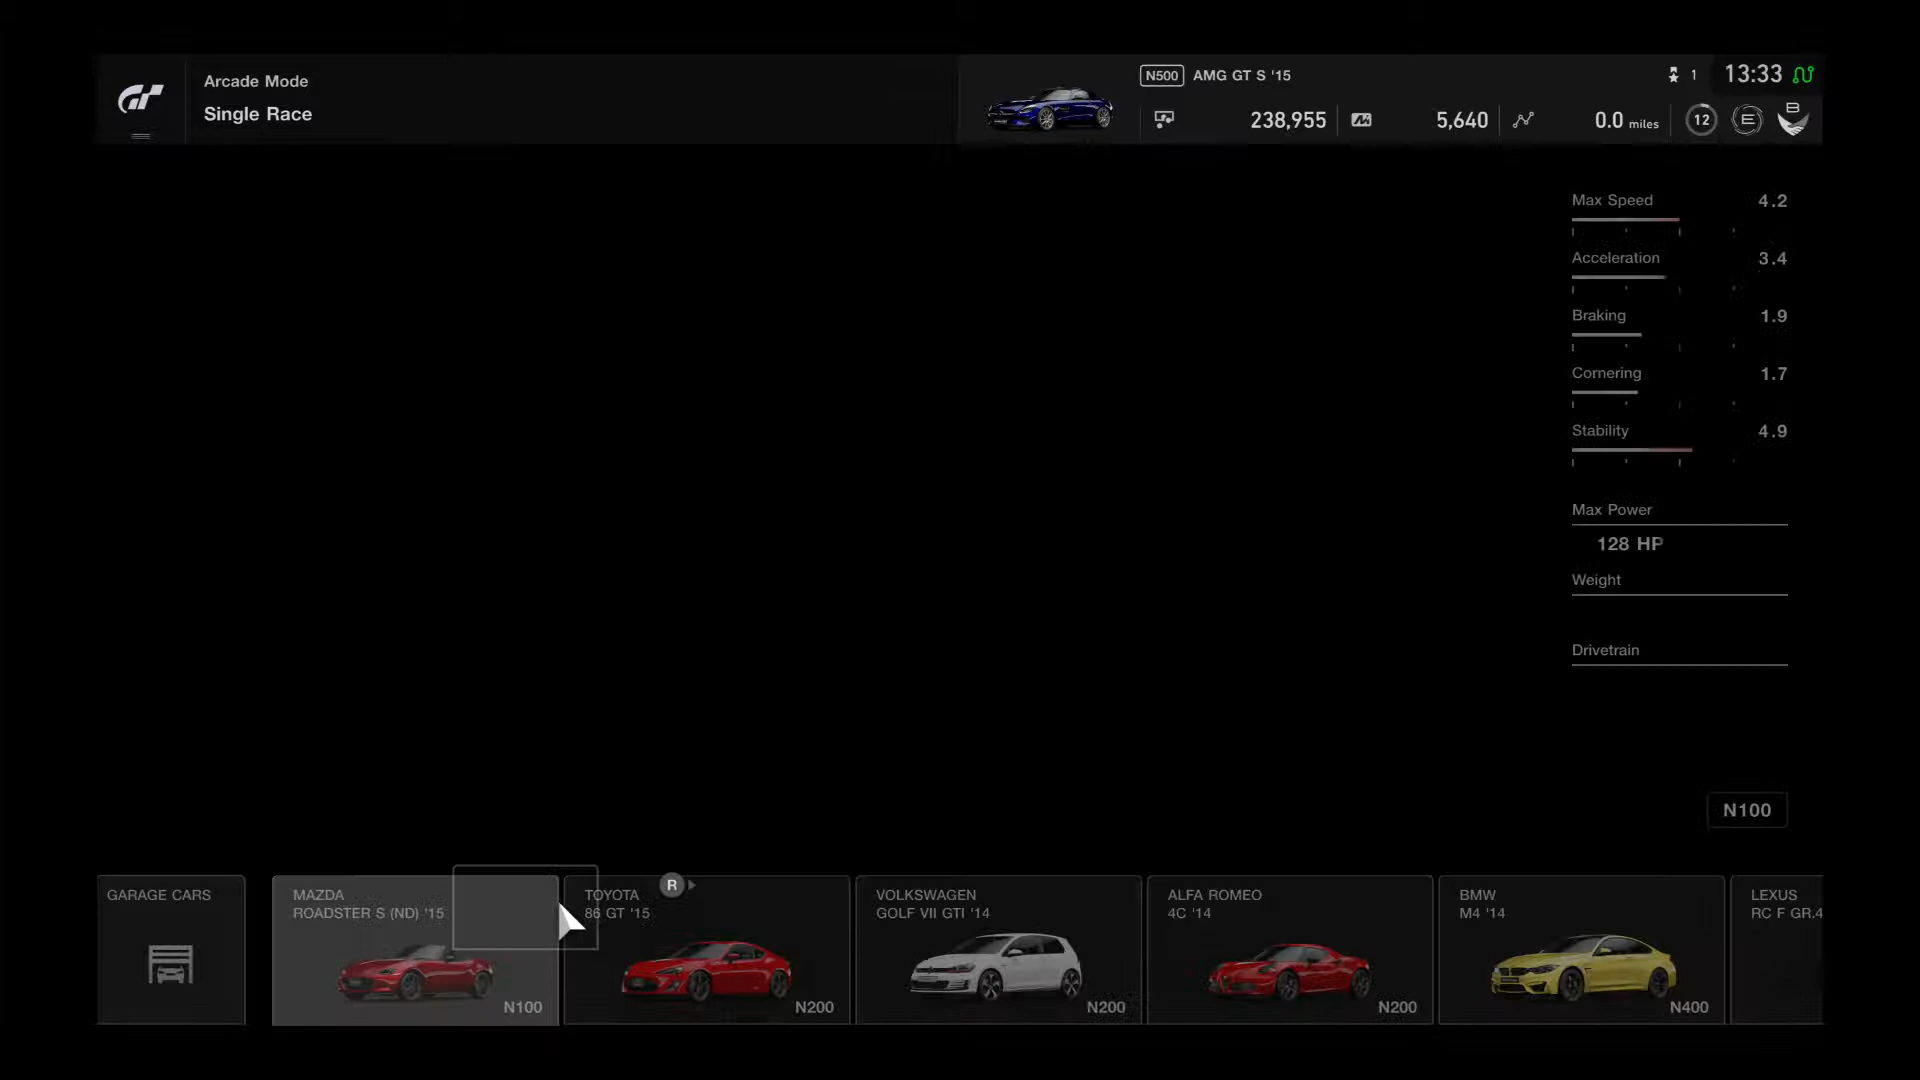 Arcade Mode
Single Race
N500 AMG GT S '15
1
13:33
238,955
5,640
0.0 miles
12
E
B
Max Speed 4.2
Acceleration 3.4
Braking 1.9
Cornering 1.7
Stability 4.9
Max Power
128 HP
Weight
Drivetrain
N100
GARAGE CARS
MAZDA
ROADSTER S (ND) '15
N100
TOYOTA
R
86 GT '15
N200
VOLKSWAGEN
GOLF VII GTI '14
N200
ALFA ROMEO
4C '14
N200
BMW
M4 '14
N400
LEXUS
RC F GR.4